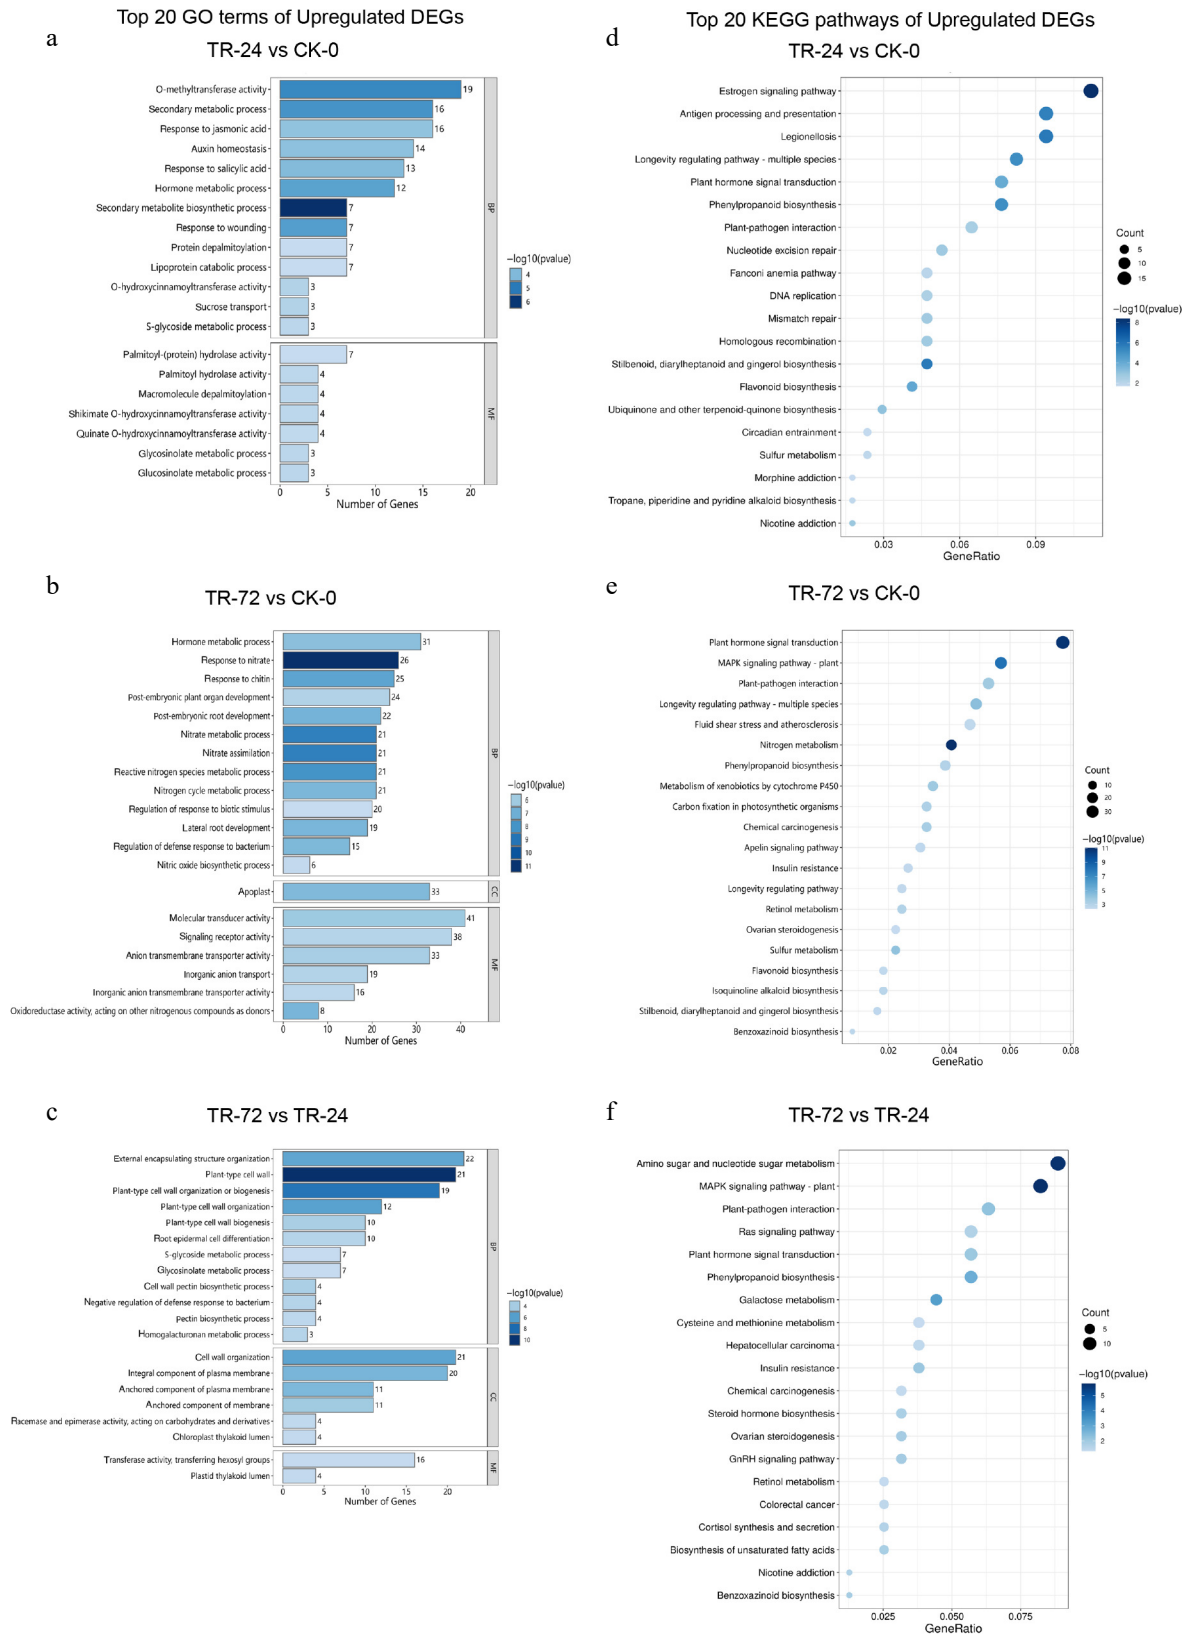 Top 20 GO terms of Upregulated DEGs
a
TR-24 vs CK-0
O-methyltransferase activity 19
Secondary metabolic process 16
Response to jasmonic acid 16
Auxin homeostasis 14
Response to salicylic acid 13
Hormone metabolic process 12
Secondary metabolite biosynthetic process 7
Response to wounding 7
Protein depalmitoylation 7
Lipoprotein catabolic process 7
O-hydroxycinnamoyltransferase activity 3
Sucrose transport 3
S-glycoside metabolic process 3
BP
Palmitoyl-(protein) hydrolase activity 7
Palmitoyl hydrolase activity 4
Macromolecule depalmitoylation 4
Shikimate O-hydroxycinnamoyltransferase activity 4
Quinate O-hydroxycinnamoyltransferase activity 4
Glycosinolate metabolic process 3
Glucosinolate metabolic process 3
MF
0 5 10 15 20
Number of Genes
−log10(pvalue)
4
5
6
b
TR-72 vs CK-0
Hormone metabolic process 31
Response to nitrate 26
Response to chitin 25
Post-embryonic plant organ development 24
Post-embryonic root development 22
Nitrate metabolic process 21
Nitrate assimilation 21
Reactive nitrogen species metabolic process 21
Nitrogen cycle metabolic process 21
Regulation of response to biotic stimulus 20
Lateral root development 19
Regulation of defense response to bacterium 15
Nitric oxide biosynthetic process 6
BP
Apoplast 33
CC
Molecular transducer activity 41
Signaling receptor activity 38
Anion transmembrane transporter activity 33
Inorganic anion transport 19
Inorganic anion transmembrane transporter activity 16
Oxidoreductase activity, acting on other nitrogenous compounds as donors 8
MF
0 10 20 30 40
Number of Genes
−log10(pvalue)
6
7
8
9
10
11
c
TR-72 vs TR-24
External encapsulating structure organization 22
Plant-type cell wall 21
Plant-type cell wall organization or biogenesis 19
Plant-type cell wall organization 12
Plant-type cell wall biogenesis 10
Root epidermal cell differentiation 10
S-glycoside metabolic process 7
Glycosinolate metabolic process 7
Cell wall pectin biosynthetic process 4
Negative regulation of defense response to bacterium 4
pectin biosynthetic process 4
Homogalacturonan metabolic process 3
BP
Cell wall organization 21
Integral component of plasma membrane 20
Anchored component of plasma membrane 11
Anchored component of membrane 11
Racemase and epimerase activity, acting on carbohydrates and derivatives 4
Chloroplast thylakoid lumen 4
CC
Transferase activity, transferring hexosyl groups 16
Plastid thylakoid lumen 4
MF
0 5 10 15 20
Number of Genes
−log10(pvalue)
4
6
8
10
Top 20 KEGG pathways of Upregulated DEGs
d
TR-24 vs CK-0
Estrogen signaling pathway
Antigen processing and presentation
Legionellosis
Longevity regulating pathway - multiple species
Plant hormone signal transduction
Phenylpropanoid biosynthesis
Plant-pathogen interaction
Nucleotide excision repair
Fanconi anemia pathway
DNA replication
Mismatch repair
Homologous recombination
Stilbenoid, diarylheptanoid and gingerol biosynthesis
Flavonoid biosynthesis
Ubiquinone and other terpenoid-quinone biosynthesis
Circadian entrainment
Sulfur metabolism
Morphine addiction
Tropane, piperidine and pyridine alkaloid biosynthesis
Nicotine addiction
0.03 0.06 0.09
GeneRatio
Count
5
10
15
−log10(pvalue)
8
6
4
2
e
TR-72 vs CK-0
Plant hormone signal transduction
MAPK signaling pathway - plant
Plant-pathogen interaction
Longevity regulating pathway - multiple species
Fluid shear stress and atherosclerosis
Nitrogen metabolism
Phenylpropanoid biosynthesis
Metabolism of xenobiotics by cytochrome P450
Carbon fixation in photosynthetic organisms
Chemical carcinogenesis
Apelin signaling pathway
Insulin resistance
Longevity regulating pathway
Retinol metabolism
Ovarian steroidogenesis
Sulfur metabolism
Flavonoid biosynthesis
Isoquinoline alkaloid biosynthesis
Stilbenoid, diarylheptanoid and gingerol biosynthesis
Benzoxazinoid biosynthesis
0.02 0.04 0.06 0.08
GeneRatio
Count
10
20
30
−log10(pvalue)
11
9
7
5
3
f
TR-72 vs TR-24
Amino sugar and nucleotide sugar metabolism
MAPK signaling pathway - plant
Plant-pathogen interaction
Ras signaling pathway
Plant hormone signal transduction
Phenylpropanoid biosynthesis
Galactose metabolism
Cysteine and methionine metabolism
Hepatocellular carcinoma
Insulin resistance
Chemical carcinogenesis
Steroid hormone biosynthesis
Ovarian steroidogenesis
GnRH signaling pathway
Retinol metabolism
Colorectal cancer
Cortisol synthesis and secretion
Biosynthesis of unsaturated fatty acids
Nicotine addiction
Benzoxazinoid biosynthesis
0.025 0.050 0.075
GeneRatio
Count
5
10
−log10(pvalue)
5
4
3
2